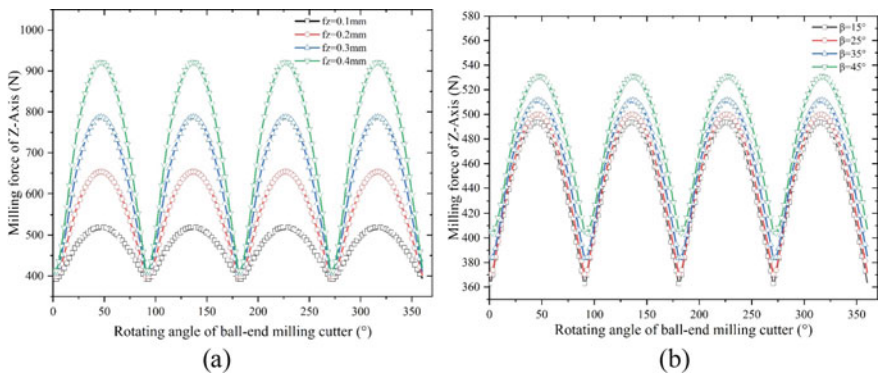 fz=0.1mm
fz=0.2mm
fz=0.3mm
fz=0.4mm
1000
900
800
700
600
500
400
Milling force of Z-Axis (N)
0 50 100 150 200 250 300 350
Rotating angle of ball-end milling cutter (°)
(a)
β=15°
β=25°
β=35°
β=45°
580
560
540
520
500
480
460
440
420
400
380
360
Milling force of Z-Axis (N)
0 50 100 150 200 250 300 350
Rotating angle of ball-end milling cutter (°)
(b)